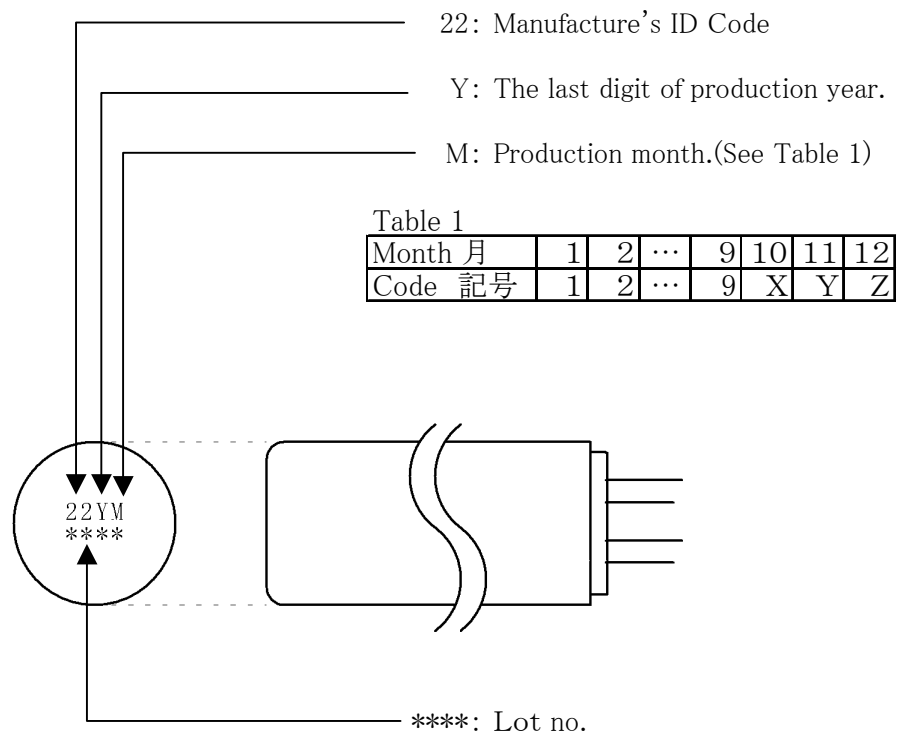 22: Manufacture's ID Code
Y: The last digit of production year.
M: Production month.(See Table 1)
Table 1
Month 月 1 2 … 9 10 11 12
Code 記号 1 2 … 9 X Y Z
22YM
****
****: Lot no.